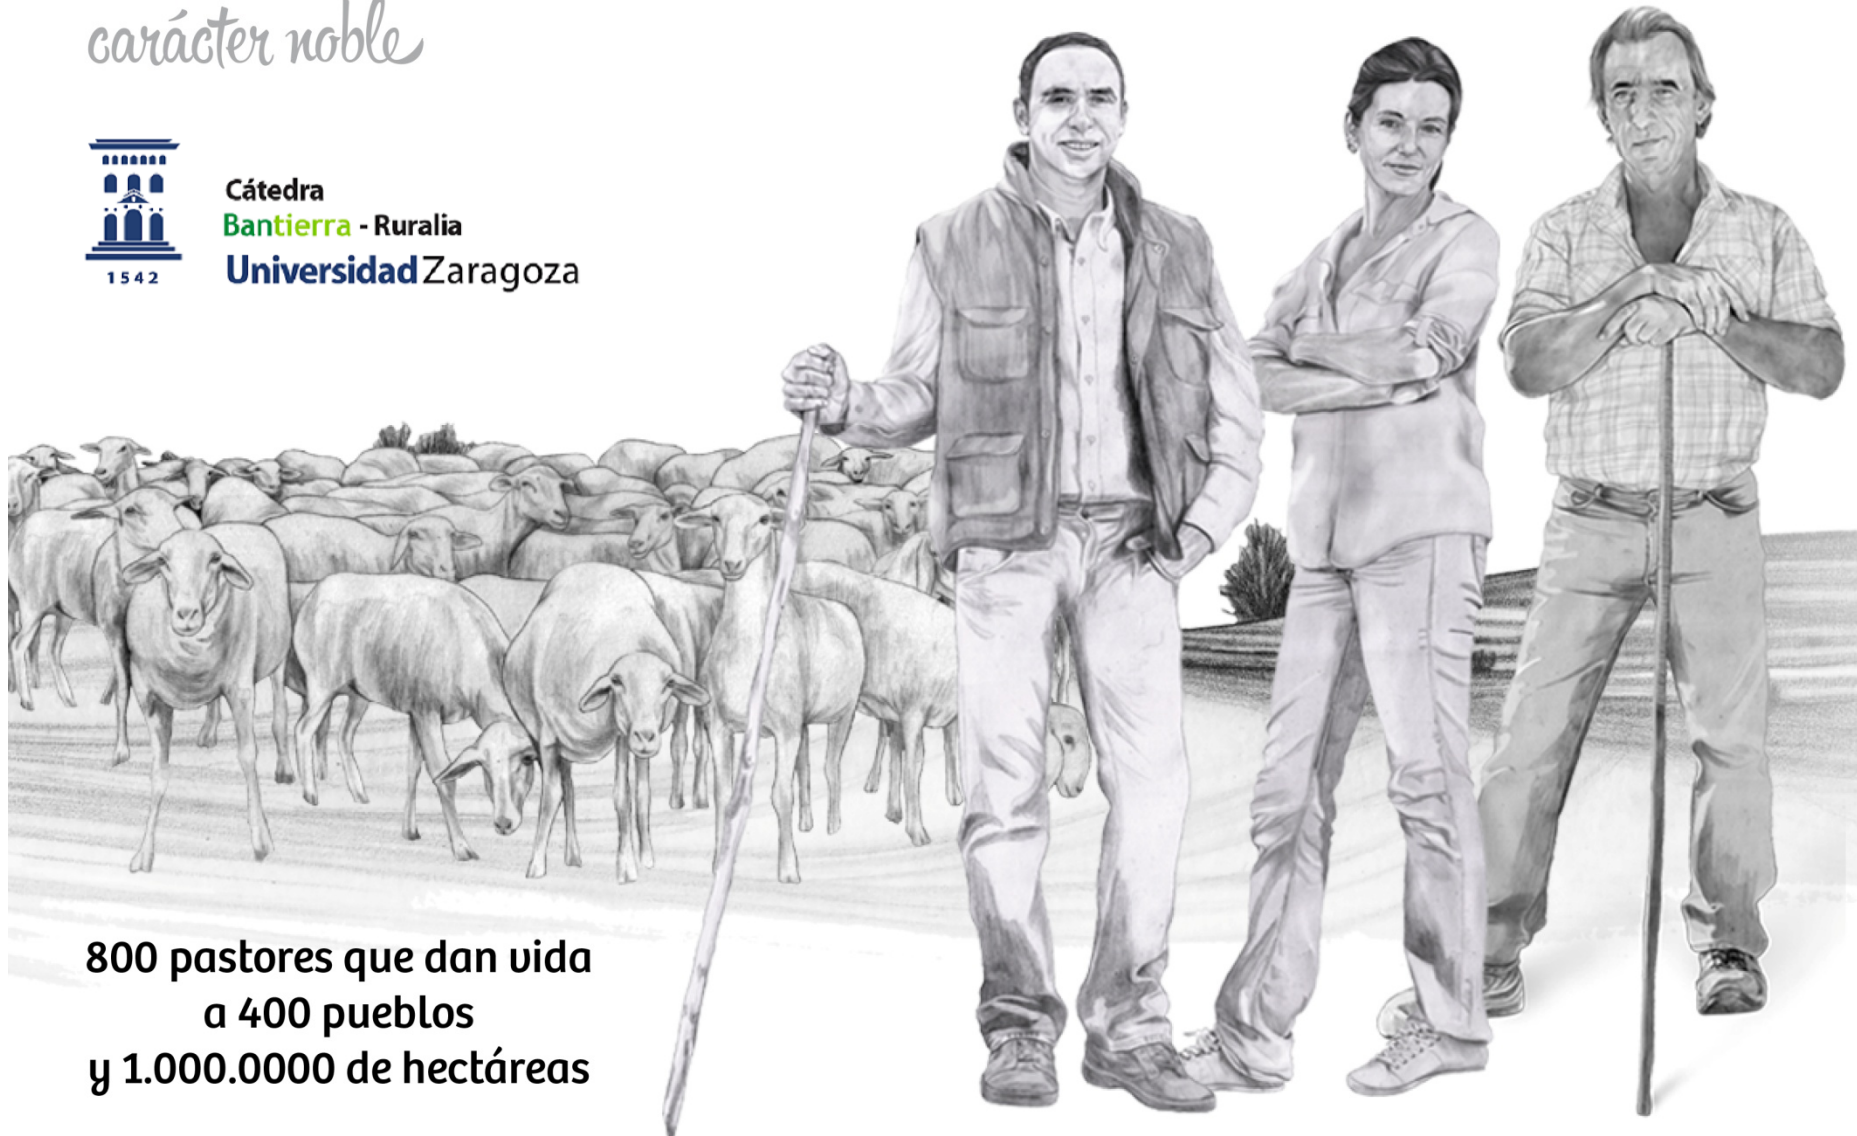 carácter noble
1542
Cátedra
Bantierra - Ruralia
Universidad Zaragoza
800 pastores que dan vida
a 400 pueblos
y 1.000.0000 de hectáreas